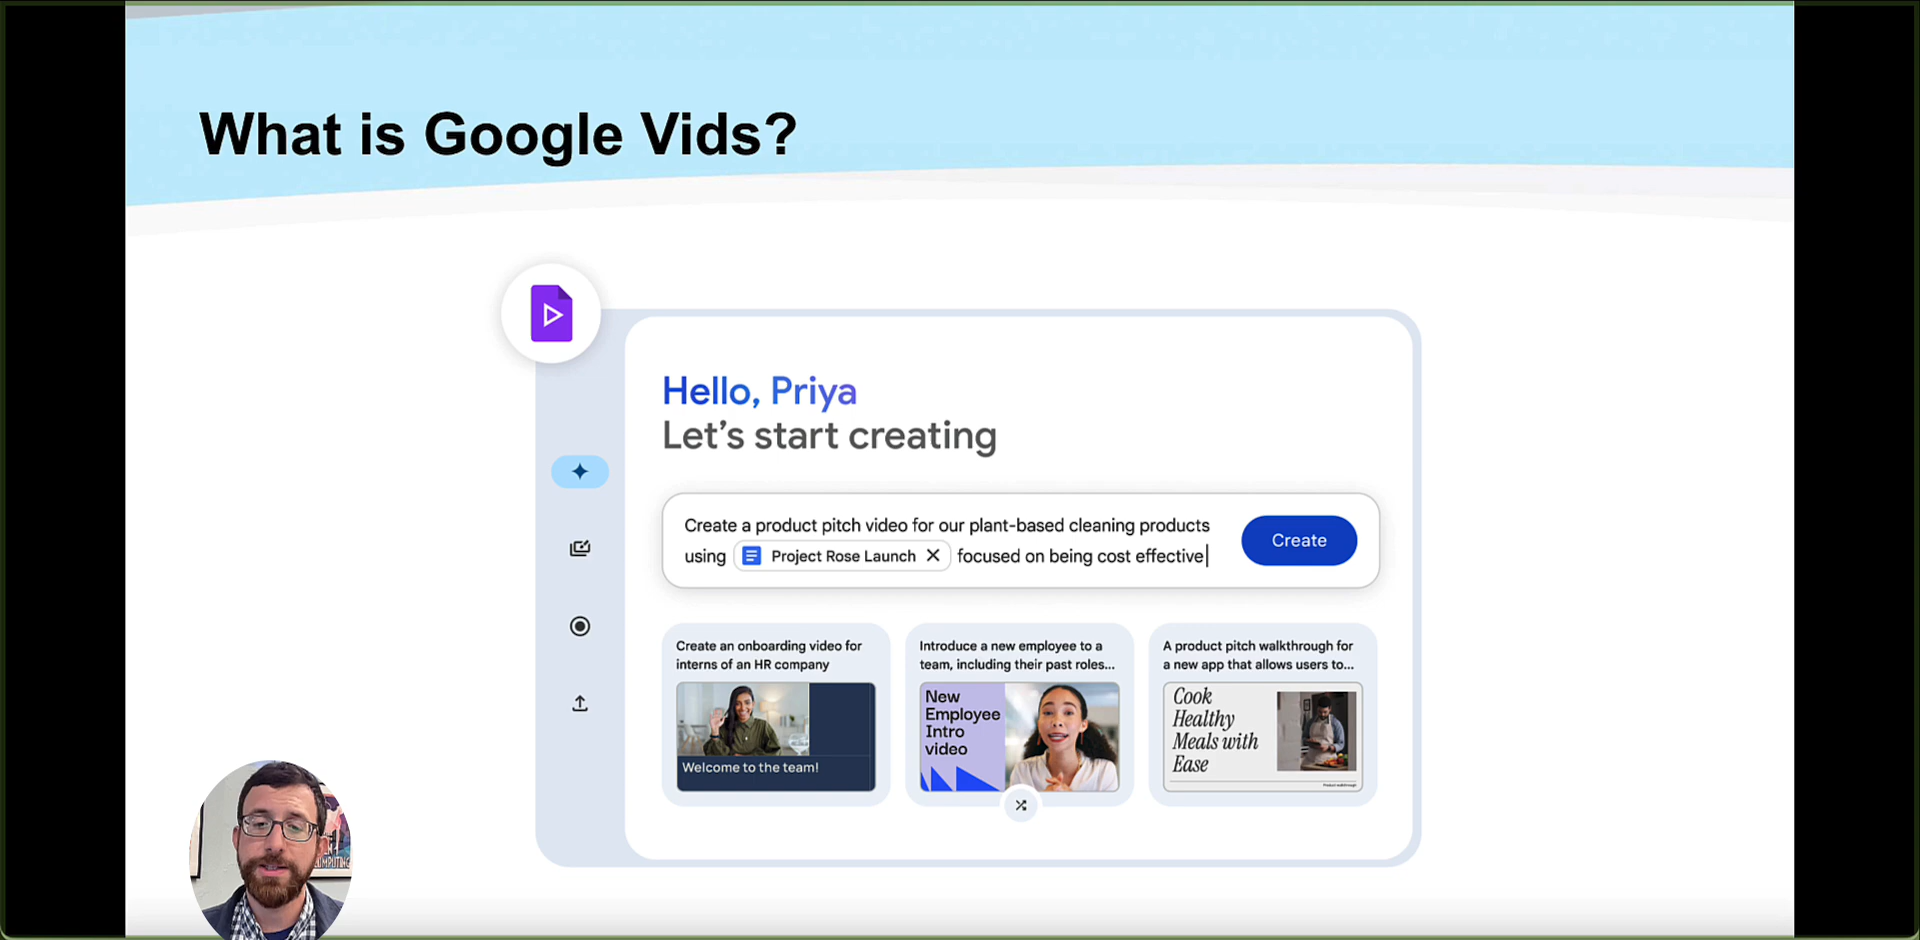 What is Google Vids?
Hello, Priya
Let's start creating
Create a product pitch video for our plant-based cleaning products
using Project Rose Launch focused on being cost effective
Create
Create an onboarding video for
interns of an HR company
Welcome to the team!
Introduce a new employee to a
team, including their past roles...
New
Employee
Intro
video
A product pitch walkthrough for
a new app that allows users to...
Cook
Healthy
Meals with
Ease
Product walkthrough
COMPUTING